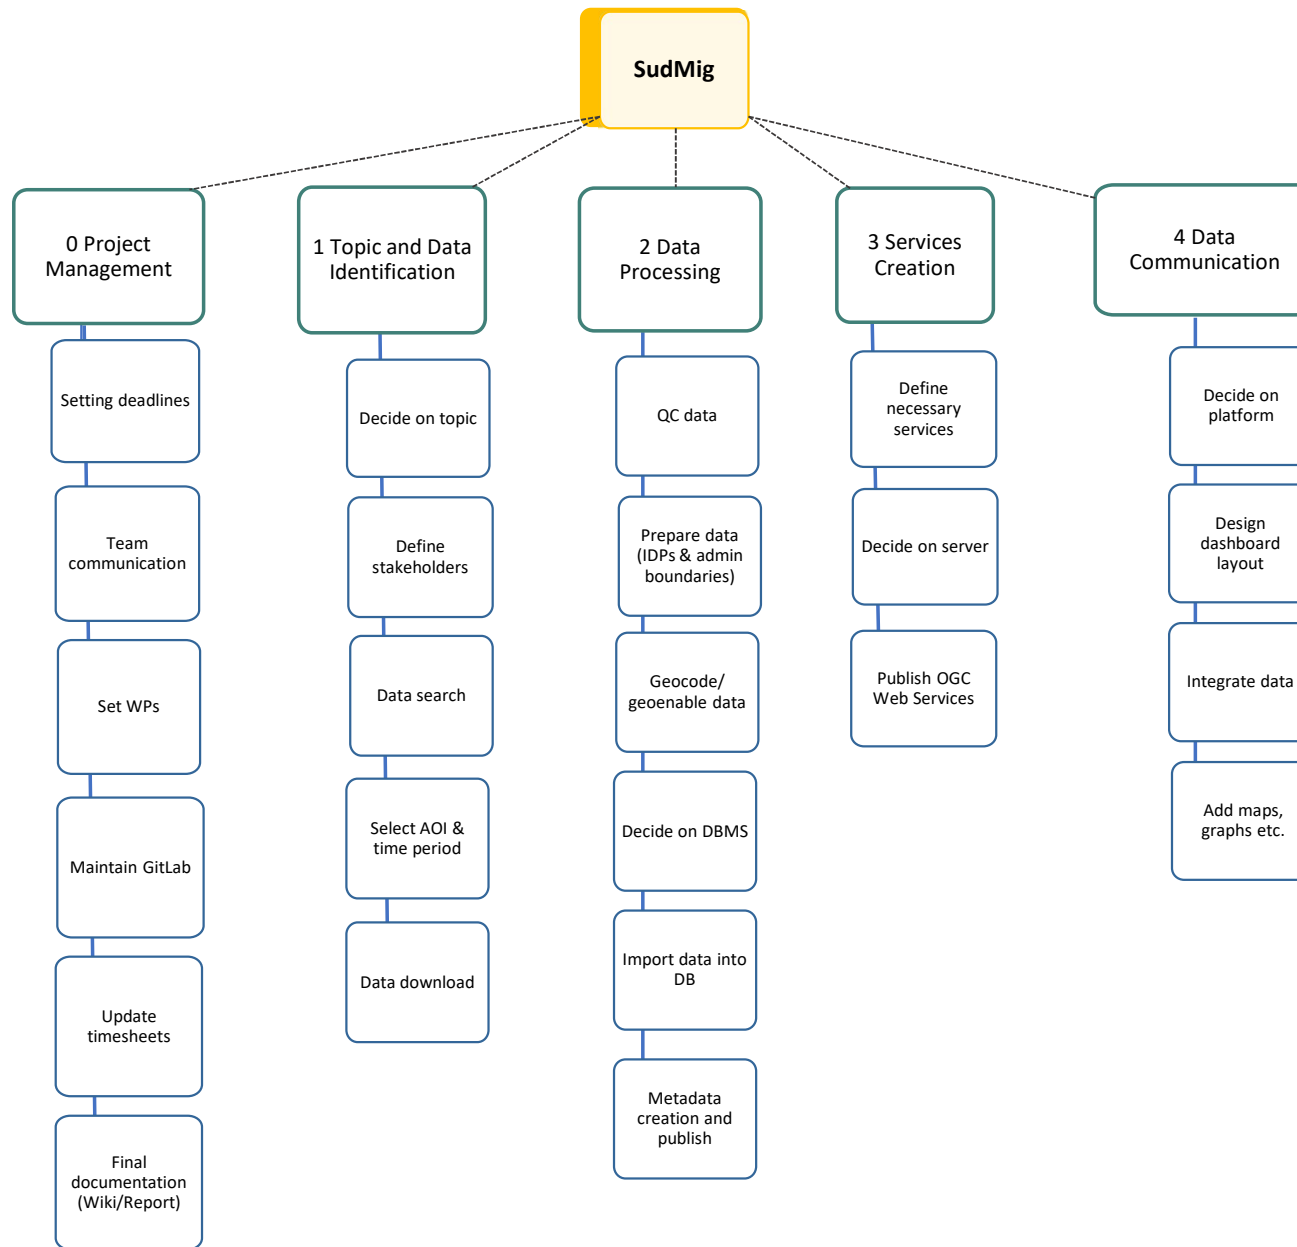 SudMig
0 Project
Management
Setting deadlines
Team
communication
Set WPs
Maintain GitLab
Update
timesheets
Final
documentation
(Wiki/Report)
1 Topic and Data
Identification
Decide on topic
Define
stakeholders
Data search
Select AOI &
time period
Data download
2 Data
Processing
QC data
Prepare data
(IDPs & admin
boundaries)
Geocode/
geoenable data
Decide on DBMS
Import data into
DB
Metadata
creation and
publish
3 Services
Creation
Define
necessary
services
Decide on server
Publish OGC
Web Services
4 Data
Communication
Decide on
platform
Design
dashboard
layout
Integrate data
Add maps,
graphs etc.